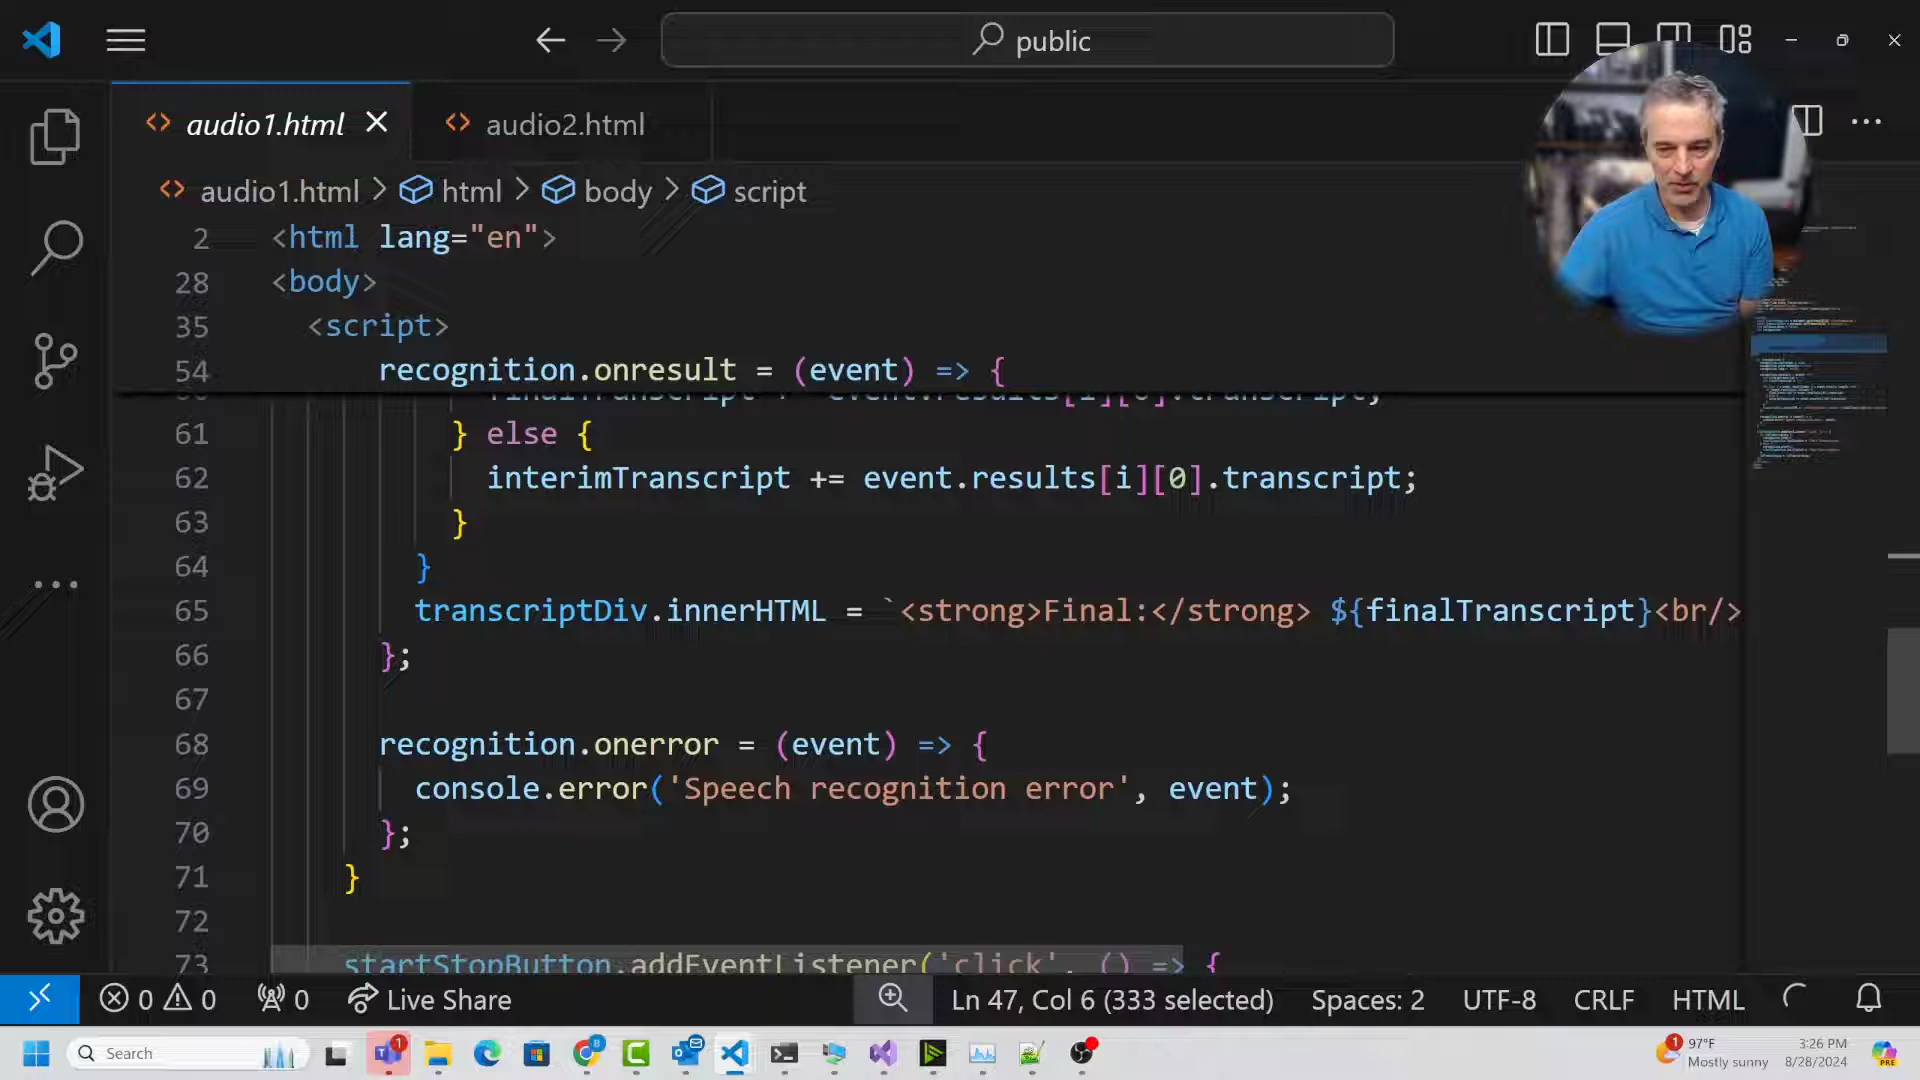 public
audio1.html
audio2.html
audio1.html > html > body > script
2 <html lang="en">
28 <body>
35 <script>
54 recognition.onresult = (event) => {
61 } else {
62 interimTranscript += event.results[i][0].transcript;
63 }
64 }
65 transcriptDiv.innerHTML = `<strong>Final:</strong> ${finalTranscript}<br/>
66 };
67
68 recognition.onerror = (event) => {
69 console.error('Speech recognition error', event);
70 };
71 }
72
73 startStopButton.addEventListener('click', () => {
0 0 0 Live Share Ln 47, Col 6 (333 selected) Spaces: 2 UTF-8 CRLF HTML
Search
97°F
Mostly sunny
3:26 PM
8/28/2024